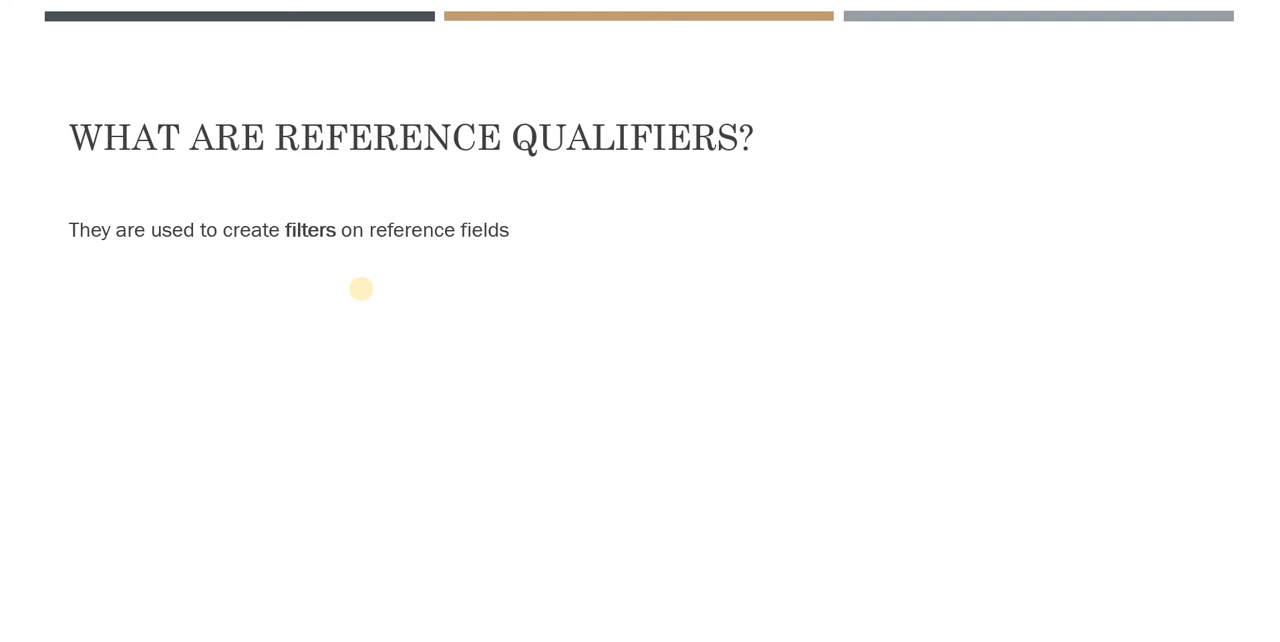 WHAT ARE REFERENCE QUALIFIERS?
They are used to create filters on reference fields